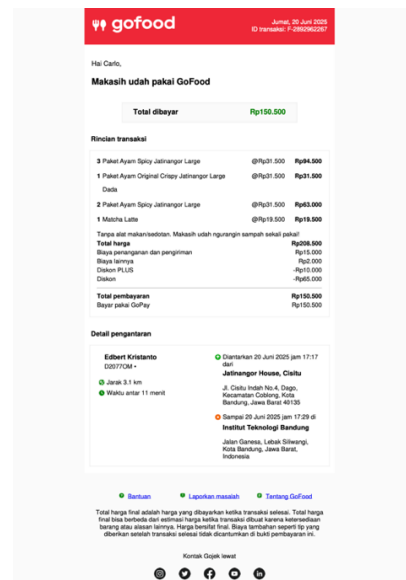 gofood
Jumat, 20 Juni 2025
ID transaksi: F-2892962267
Hai Carlo,
Makasih udah pakai GoFood
Total dibayar Rp150.500
Rincian transaksi
3 Paket Ayam Spicy Jatinangor Large @Rp31.500 Rp94.500
1 Paket Ayam Original Crispy Jatinangor Large @Rp31.500 Rp31.500
Dada
2 Paket Ayam Spicy Jatinangor Large @Rp31.500 Rp63.000
1 Matcha Latte @Rp19.500 Rp19.500
Tanpa alat makan/sedotan. Makasih udah ngurangin sampah sekali pakai!
Total harga Rp208.500
Biaya penanganan dan pengiriman Rp15.000
Biaya lainnya Rp2.000
Diskon PLUS -Rp10.000
Diskon -Rp65.000
Total pembayaran Rp150.500
Bayar pakai GoPay Rp150.500
Detail pengantaran
Edbert Kristanto
D2077OM •
Jarak 3.1 km
Waktu antar 11 menit
Diantarkan 20 Juni 2025 jam 17:17
dari
Jatinangor House, Cisitu
Jl. Cisitu Indah No.4, Dago,
Kecamatan Coblong, Kota
Bandung, Jawa Barat 40135
Sampai 20 Juni 2025 jam 17:29 di
Institut Teknologi Bandung
Jalan Ganesa, Lebak Siliwangi,
Kota Bandung, Jawa Barat,
Indonesia
Bantuan Laporkan masalah Tentang GoFood
Total harga final adalah harga yang dibayarkan ketika transaksi selesai. Total harga
final bisa berbeda dari estimasi harga ketika transaksi dibuat karena ketersediaan
barang atau alasan lainnya. Harga bersifat final. Biaya tambahan seperti tip yang
diberikan setelah transaksi selesai tidak dicantumkan di bukti pembayaran ini.
Kontak Gojek lewat